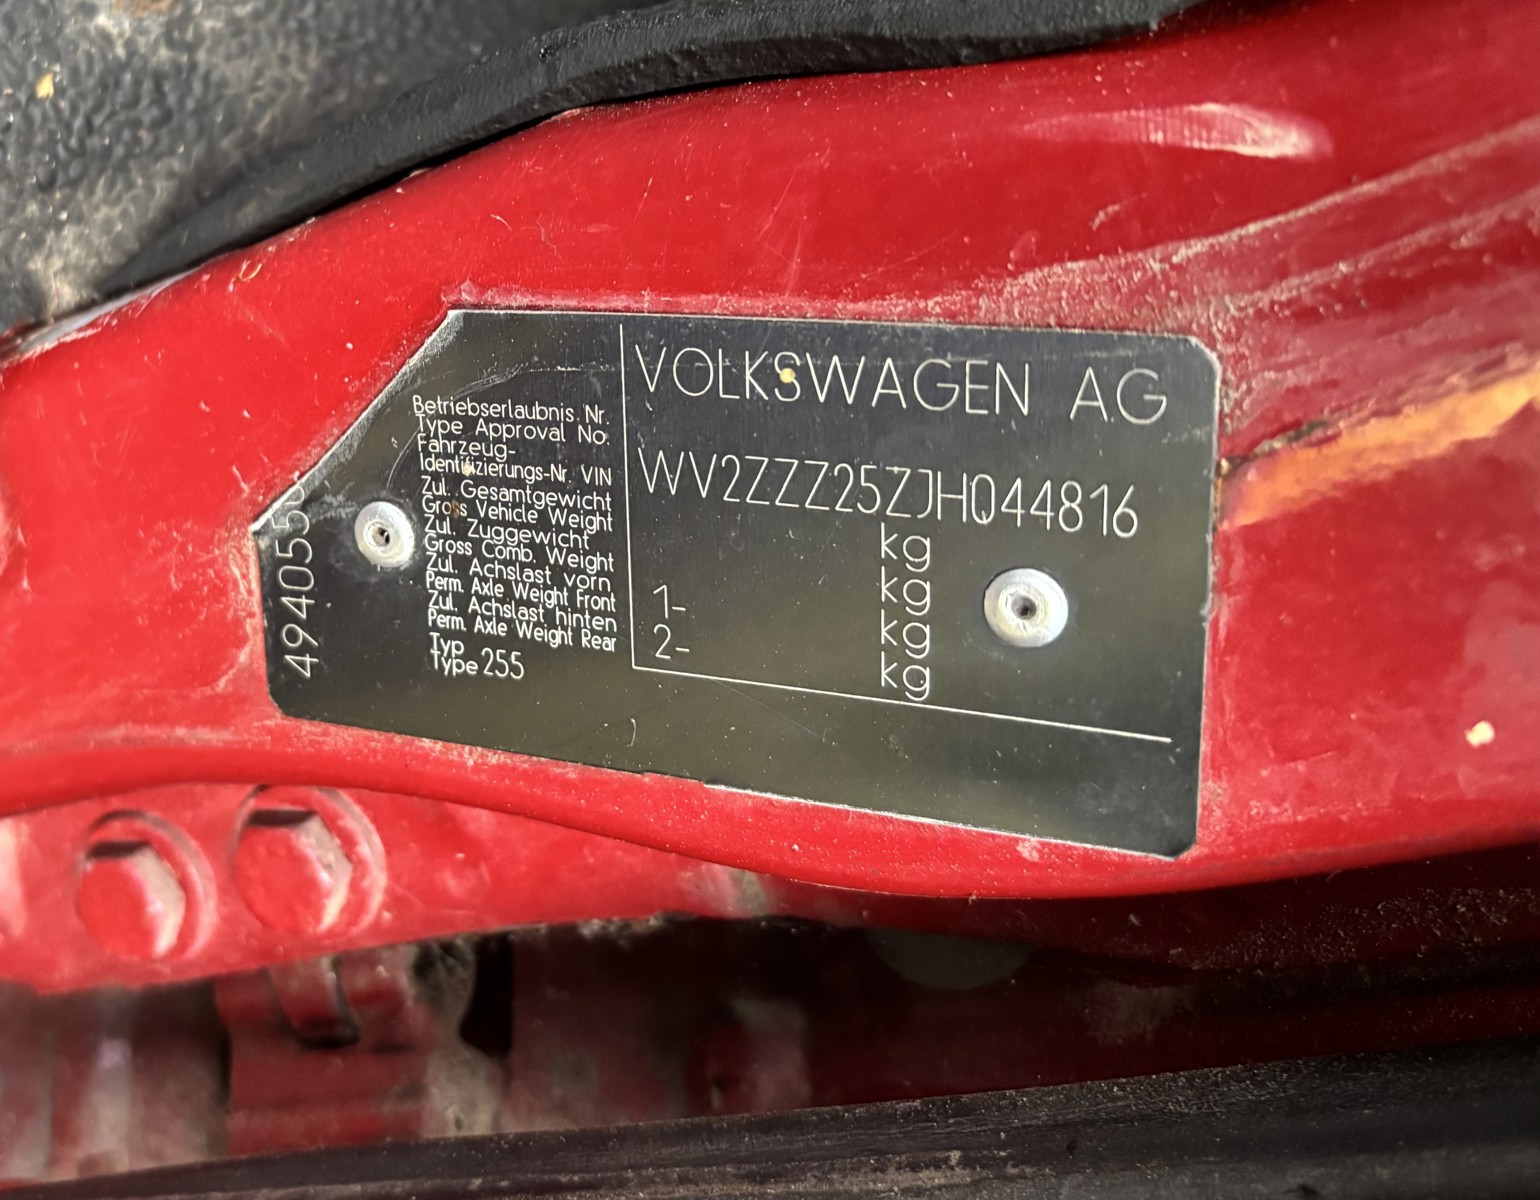 VOLKSWAGEN AG
Betriebserlaubnis. Nr.
Type Approval No.
Fahrzeug-
Identifizierungs-Nr. VIN
WV2ZZZ25ZJH044816
Zul. Gesamtgewicht
Gross Vehicle Weight
kg
Zul. Zuggewicht
Gross Comb. Weight
kg
Zul. Achslast vorn
Perm. Axle Weight Front
1-
kg
Zul. Achslast hinten
Perm. Axle Weight Rear
2-
kg
Typ
Type 255